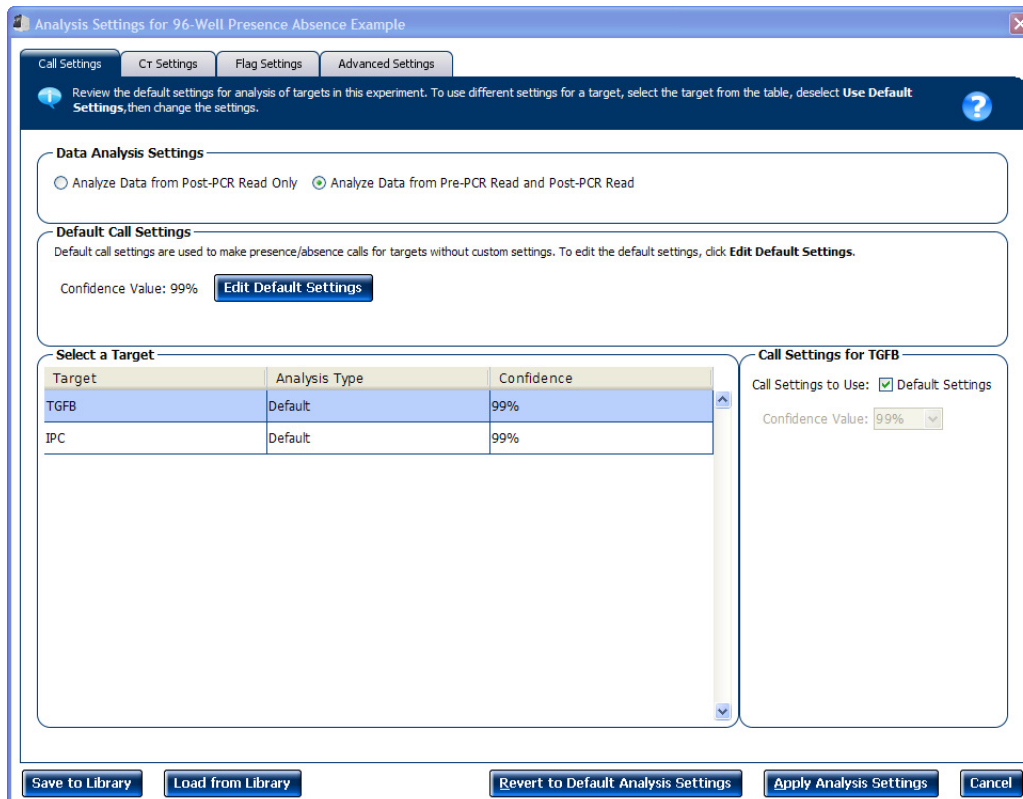 Analysis Settings for 96-Well Presence Absence Example
Call Settings
CT Settings
Flag Settings
Advanced Settings
Review the default settings for analysis of targets in this experiment. To use different settings for a target, select the target from the table, deselect Use Default
Settings,then change the settings.
Data Analysis Settings
Analyze Data from Post-PCR Read Only
Analyze Data from Pre-PCR Read and Post-PCR Read
Default Call Settings
Default call settings are used to make presence/absence calls for targets without custom settings. To edit the default settings, click Edit Default Settings.
Confidence Value: 99%
Edit Default Settings
Select a Target
Target Analysis Type Confidence
TGFB Default 99%
IPC Default 99%
Call Settings for TGFB
Call Settings to Use: Default Settings
Confidence Value: 99%
Save to Library
Load from Library
Revert to Default Analysis Settings
Apply Analysis Settings
Cancel